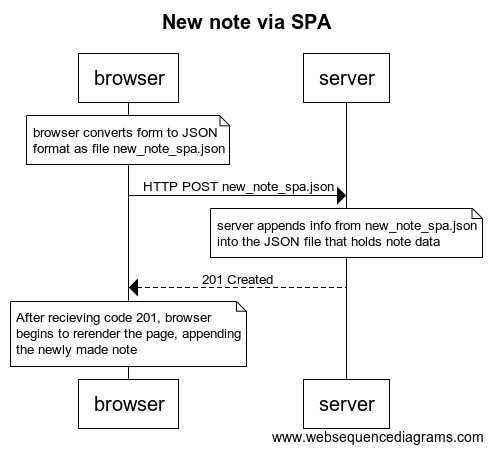 New note via SPA
browser
server
browser converts form to JSON
format as file new_note_spa.json
HTTP POST new_note_spa.json
server appends info from new_note_spa.json
into the JSON file that holds note data
201 Created
After recieving code 201, browser
begins to rerender the page, appending
the newly made note
browser
server
www.websequencediagrams.com